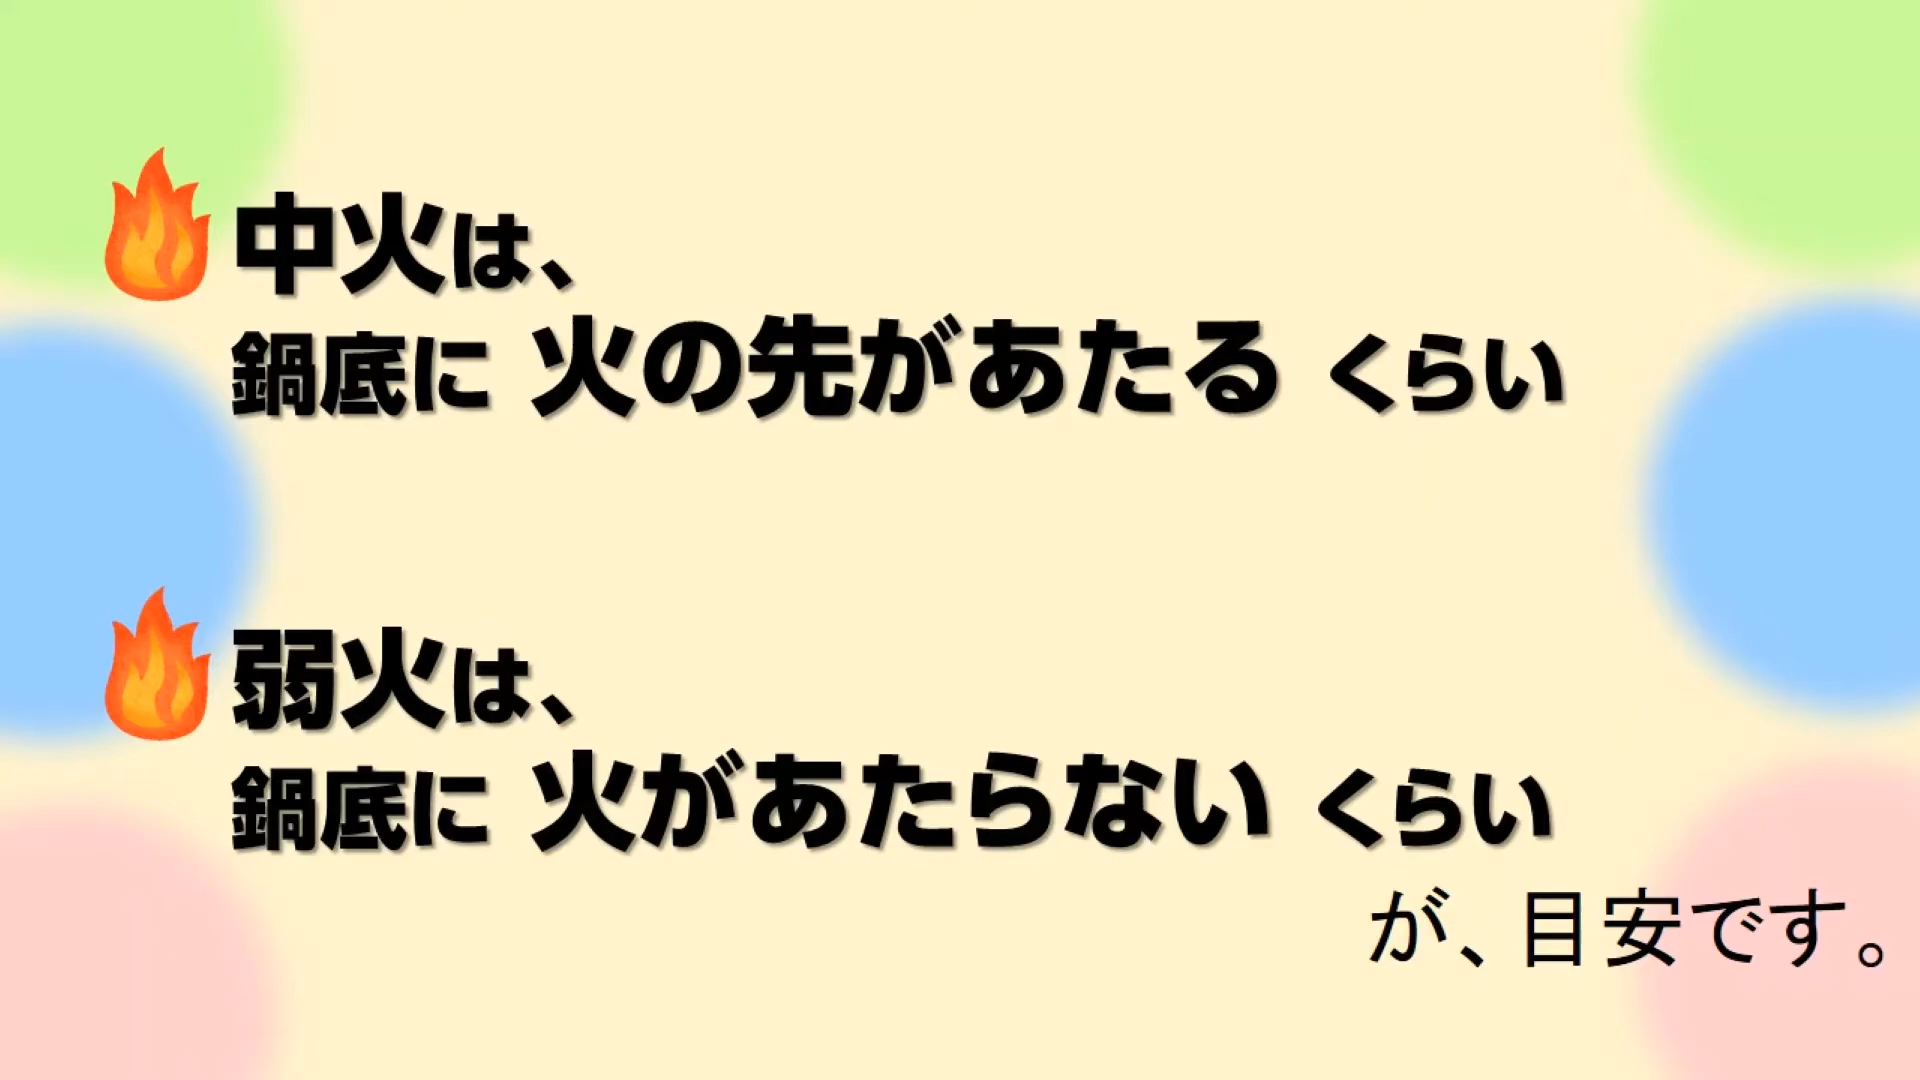 中火は、
鍋底に 火の先があたる くらい
弱火は、
鍋底に 火があたらない くらい
が、目安です。